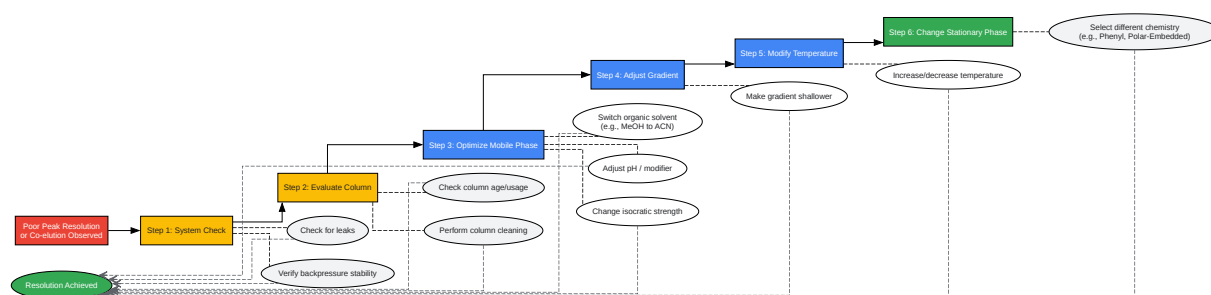 Select different chemistry
(e.g., Phenyl, Polar-Embedded)
Step 6: Change Stationary Phase
Step 5: Modify Temperature
Step 4: Adjust Gradient
Increase/decrease temperature
Make gradient shallower
Switch organic solvent
(e.g., MeOH to ACN)
Step 3: Optimize Mobile Phase
Adjust pH / modifier
Step 2: Evaluate Column
Check column age/usage
Change isocratic strength
Poor Peak Resolution
or Co-elution Observed
Step 1: System Check
Check for leaks
Perform column cleaning
Verify backpressure stability
Resolution Achieved